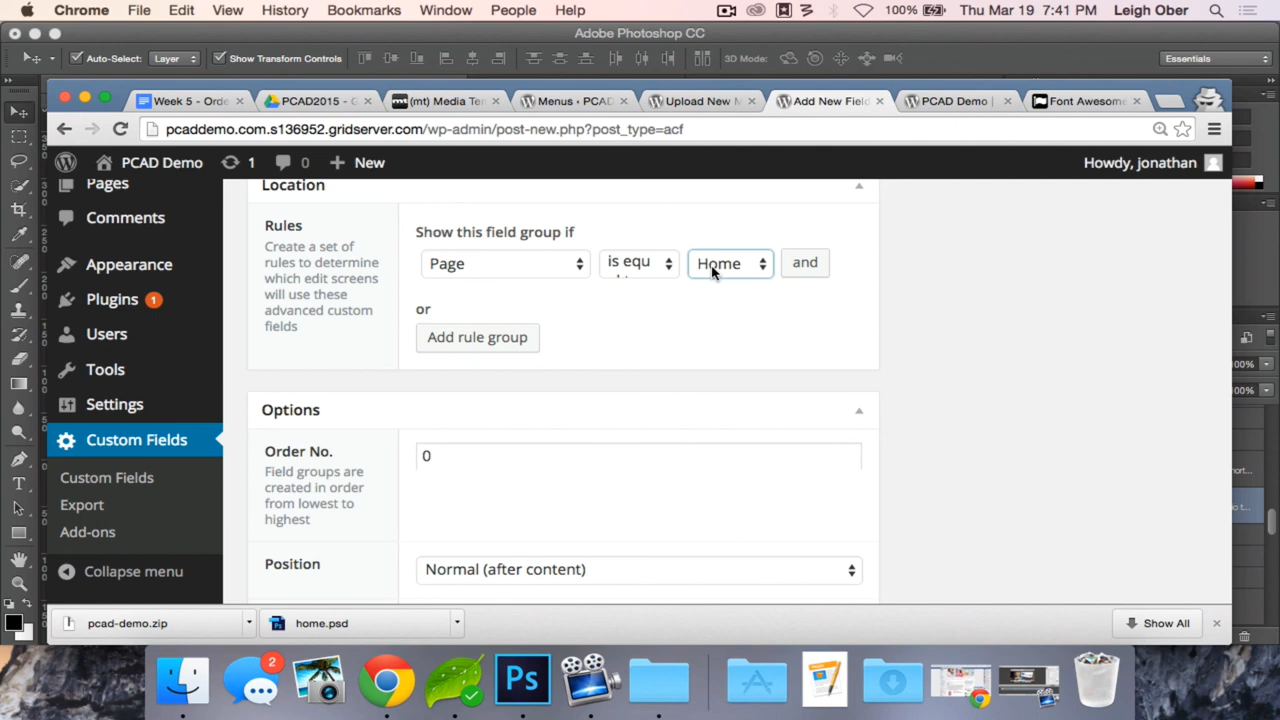 Chrome File Edit View History Bookmarks Window People Help 100% Thu Mar 19 7:41 PM Leigh Ober
Adobe Photoshop CC
Auto-Select: Layer Show Transform Controls 3D Mode: Essentials
Week 5 - Orde PCAD2015 - G (mt) Media Tem Menus ‹ PCAD Upload New M Add New Field PCAD Demo | Font Awesome
pcaddemo.com.s136952.gridserver.com/wp-admin/post-new.php?post_type=acf
PCAD Demo 1 0 New Howdy, jonathan
Pages
Comments
Appearance
Plugins 1
Users
Tools
Settings
Custom Fields
Custom Fields
Export
Add-ons
Collapse menu
Location
Rules
Create a set of
rules to determine
which edit screens
will use these
advanced custom
fields
Show this field group if
Page is equ Home and
or
Add rule group
Options
Order No.
Field groups are
created in order
from lowest to
highest
0
Position
Normal (after content)
100%
100%
hort...
o t...
pcad-demo.zip home.psd Show All
2
Ps